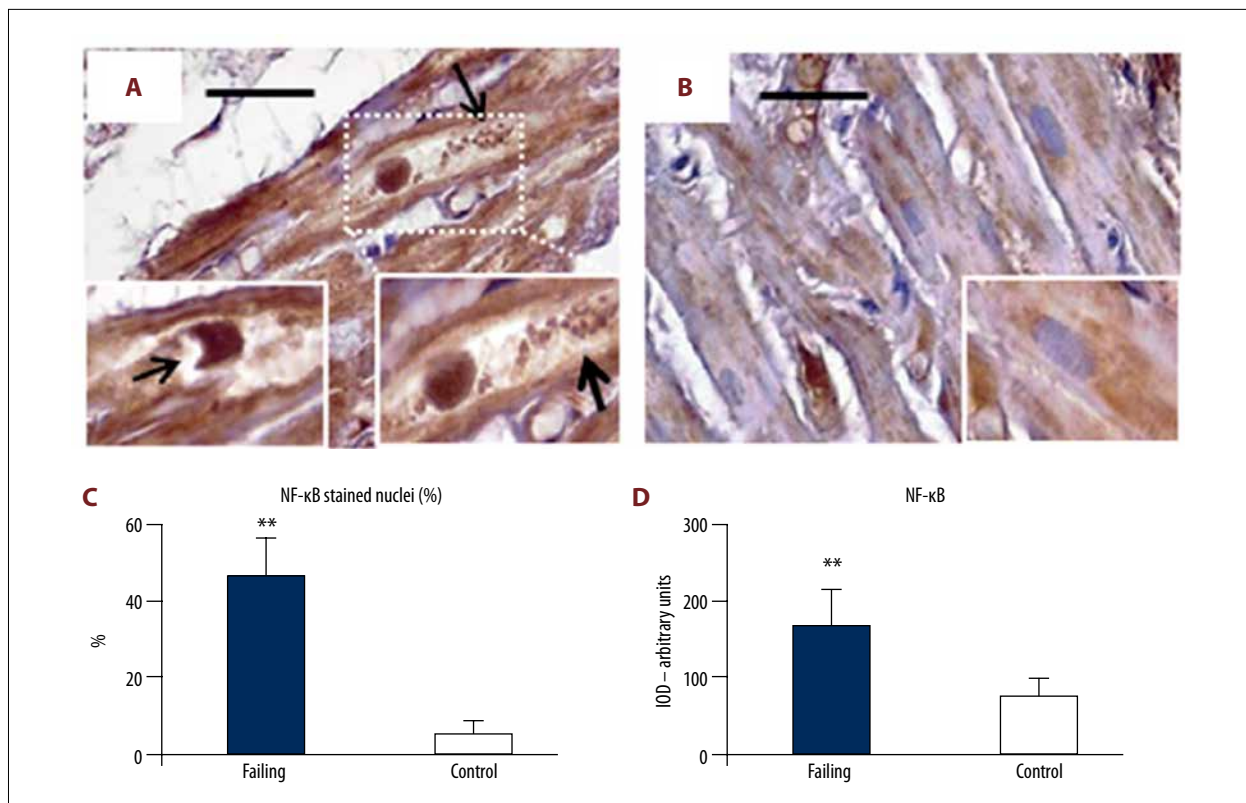 A
B
C
NF-κB stained nuclei (%)
60
40
20
0
%
**
Failing
Control
D
NF-κB
300
200
100
0
IOD – arbitrary units
**
Failing
Control